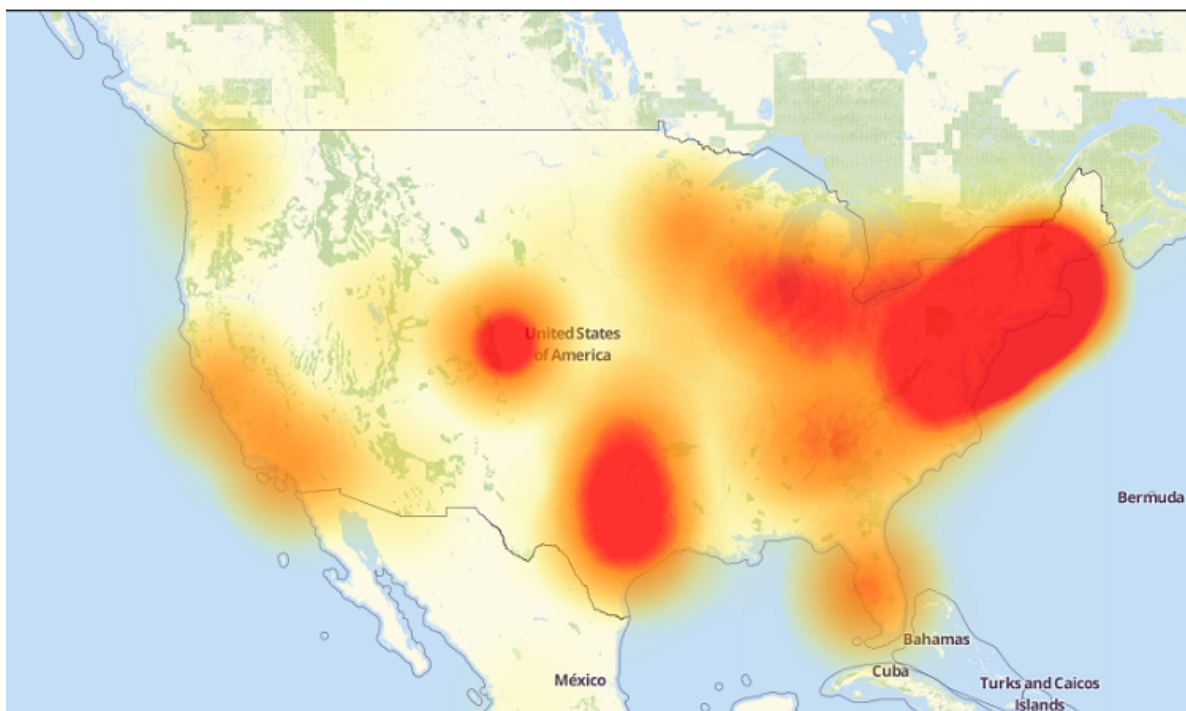 United States
of America
Bermuda
Bahamas
Cuba
México
Turks and Caicos
Islands